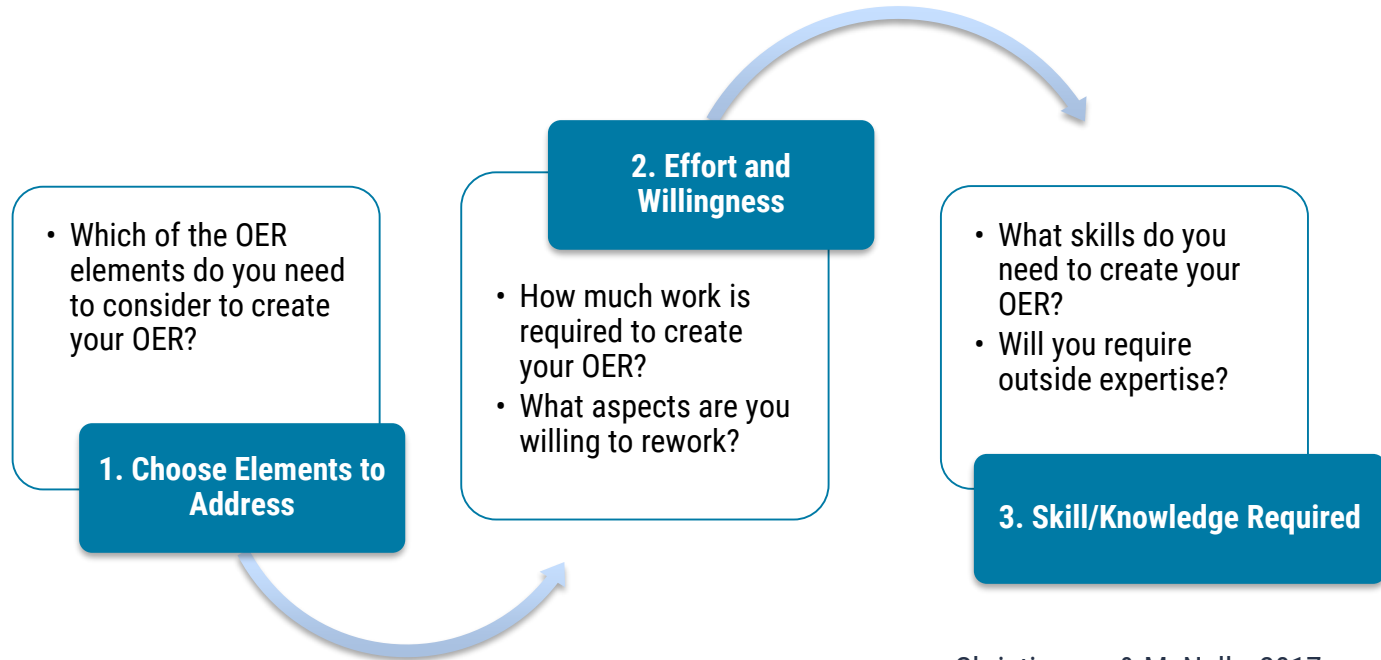 • Which of the OER
elements do you need
to consider to create
your OER?
1. Choose Elements to
Address
2. Effort and
Willingness
• How much work is
required to create
your OER?
• What aspects are you
willing to rework?
• What skills do you
need to create your
OER?
• Will you require
outside expertise?
3. Skill/Knowledge Required
& McNally, 2017